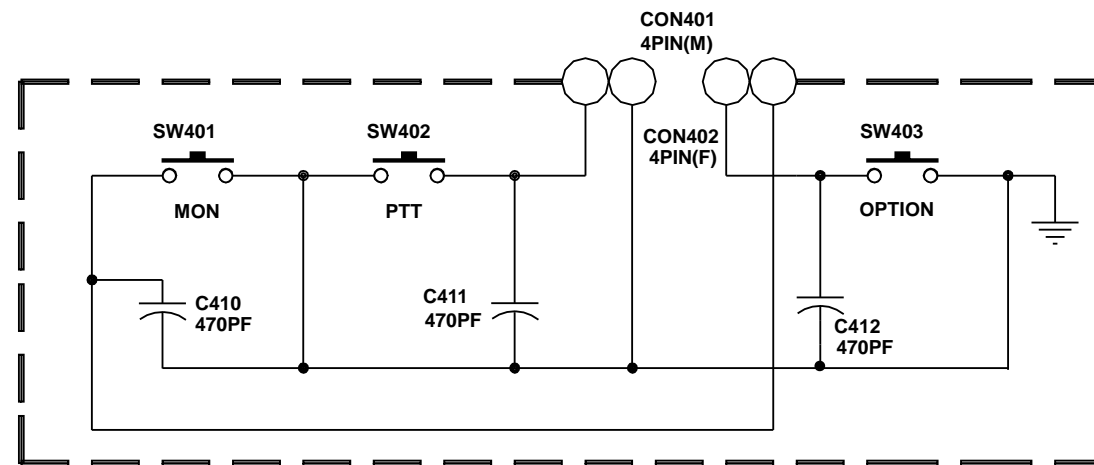 CON401
4PIN(M)
SW401
SW402
CON402
4PIN(F)
SW403
MON
PTT
OPTION
C410
470PF
C411
470PF
C412
470PF